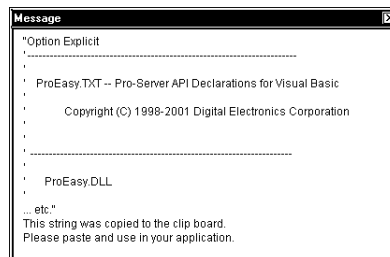 Message
"Option Explicit
'--------------------------------------------------------------------------
'
'   ProEasy.TXT -- Pro-Server API Declarations for Visual Basic
'
'          Copyright (C) 1998-2001 Digital Electronics Corporation
'
'
' ------------------------------------------------------------------------
'
'     ProEasy.DLL
'
... etc."
This string was copied to the clip board.
Please paste and use in your application.